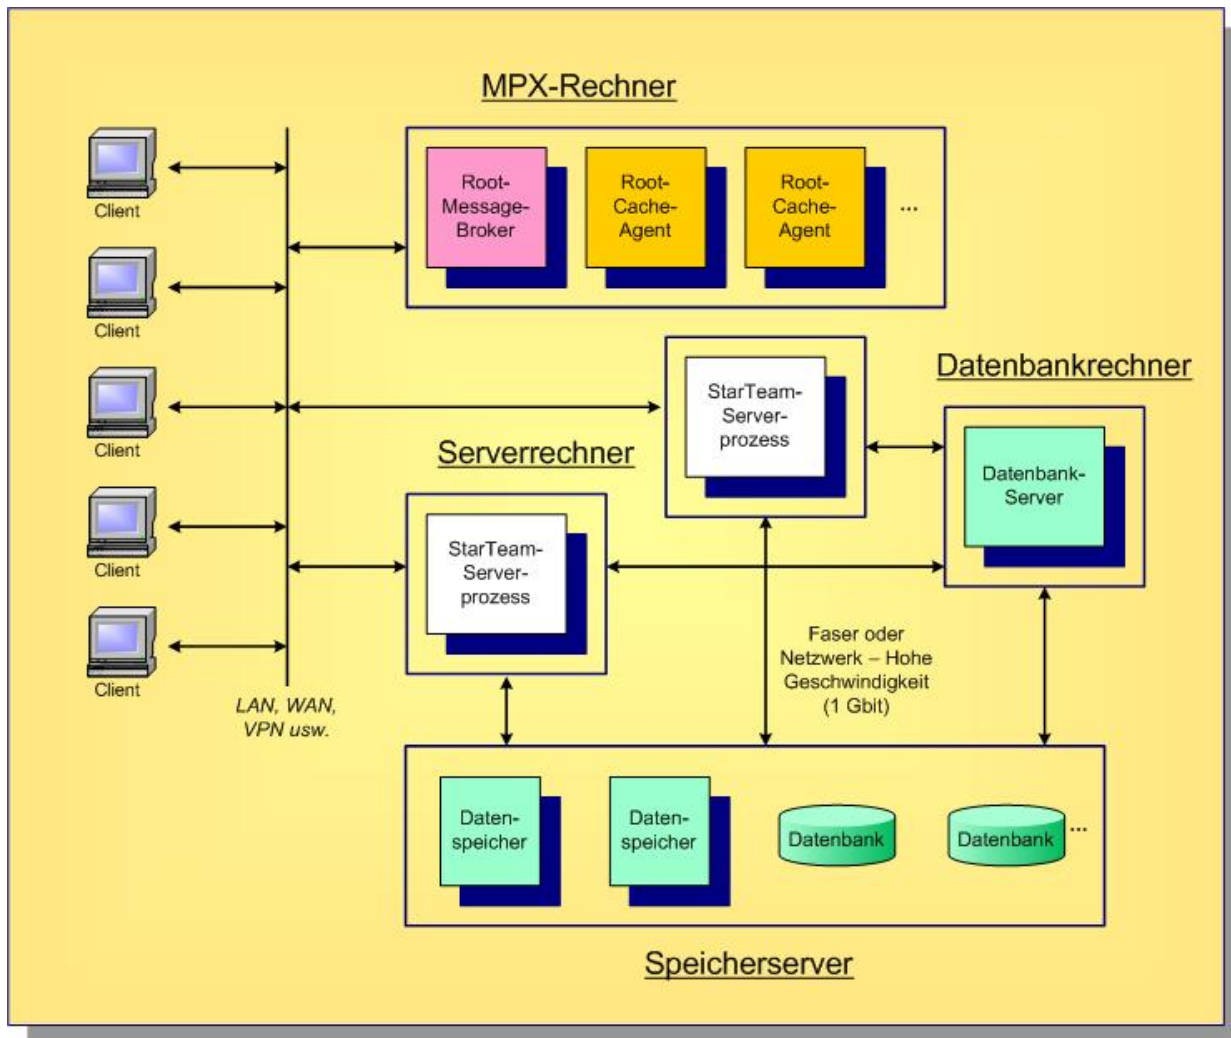 MPX-Rechner
Client
Client
Client
Client
Client
LAN, WAN,
VPN usw.
Root-
Message-
Broker
Root-
Cache-
Agent
Root-
Cache-
Agent
...
StarTeam-
Server-
prozess
Datenbankrechner
Datenbank-
Server
Serverrechner
StarTeam-
Server-
prozess
Faser oder
Netzwerk – Hohe
Geschwindigkeit
(1 Gbit)
Daten-
speicher
Daten-
speicher
Datenbank
Datenbank
...
Speicherserver